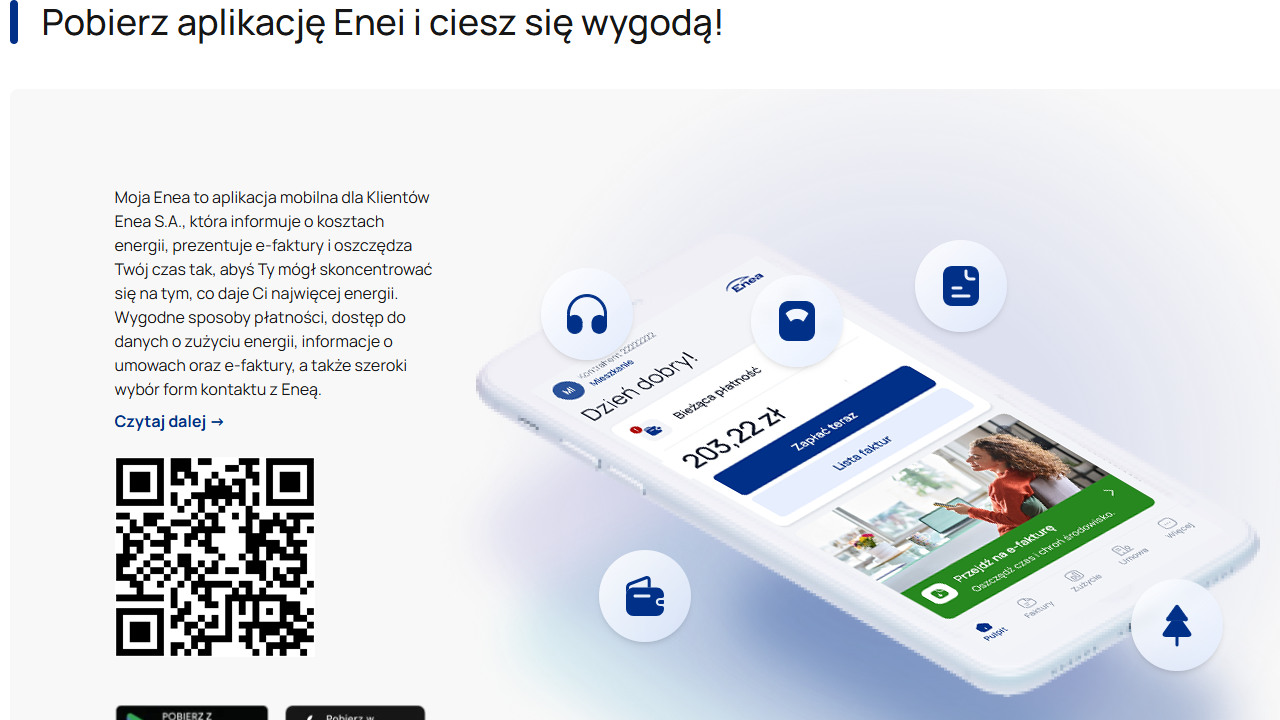 Pobierz aplikację Enei i ciesz się wygodą!
Moja Enea to aplikacja mobilna dla Klientów
Enea S.A., która informuje o kosztach
energii, prezentuje e-faktury i oszczędza
Twój czas tak, abyś Ty mógł skoncentrować
się na tym, co daje Ci najwięcej energii.
Wygodne sposoby płatności, dostęp do
danych o zużyciu energii, informacje o
umowach oraz e-faktury, a także szeroki
wybór form kontaktu z Eneą.
Czytaj dalej →
Enea
Mieszkanie
MI
Dzień dobry!
Bieżąca płatność
203,22 zł
Zapłać teraz
Lista faktur
Przejdź na e-fakturę
Oszczędź czas i chroń środowisko.
Pulpit
Faktury
Zużycie
Umowa
Więcej
POBIERZ Z
Pobierz w